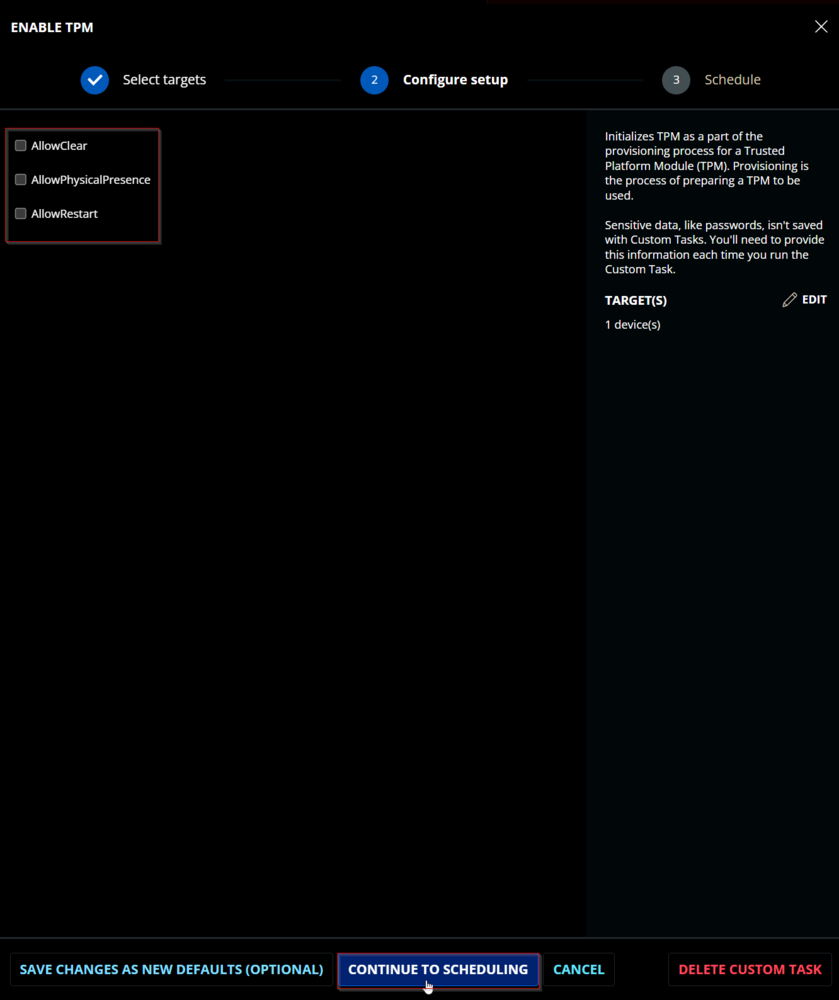 ENABLE TPM
Select targets
2
Configure setup
3
Schedule
AllowClear
AllowPhysicalPresence
AllowRestart
Initializes TPM as a part of the
provisioning process for a Trusted
Platform Module (TPM). Provisioning is
the process of preparing a TPM to be
used.
Sensitive data, like passwords, isn't saved
with Custom Tasks. You'll need to provide
this information each time you run the
Custom Task.
TARGET(S)
EDIT
1 device(s)
SAVE CHANGES AS NEW DEFAULTS (OPTIONAL)
CONTINUE TO SCHEDULING
CANCEL
DELETE CUSTOM TASK